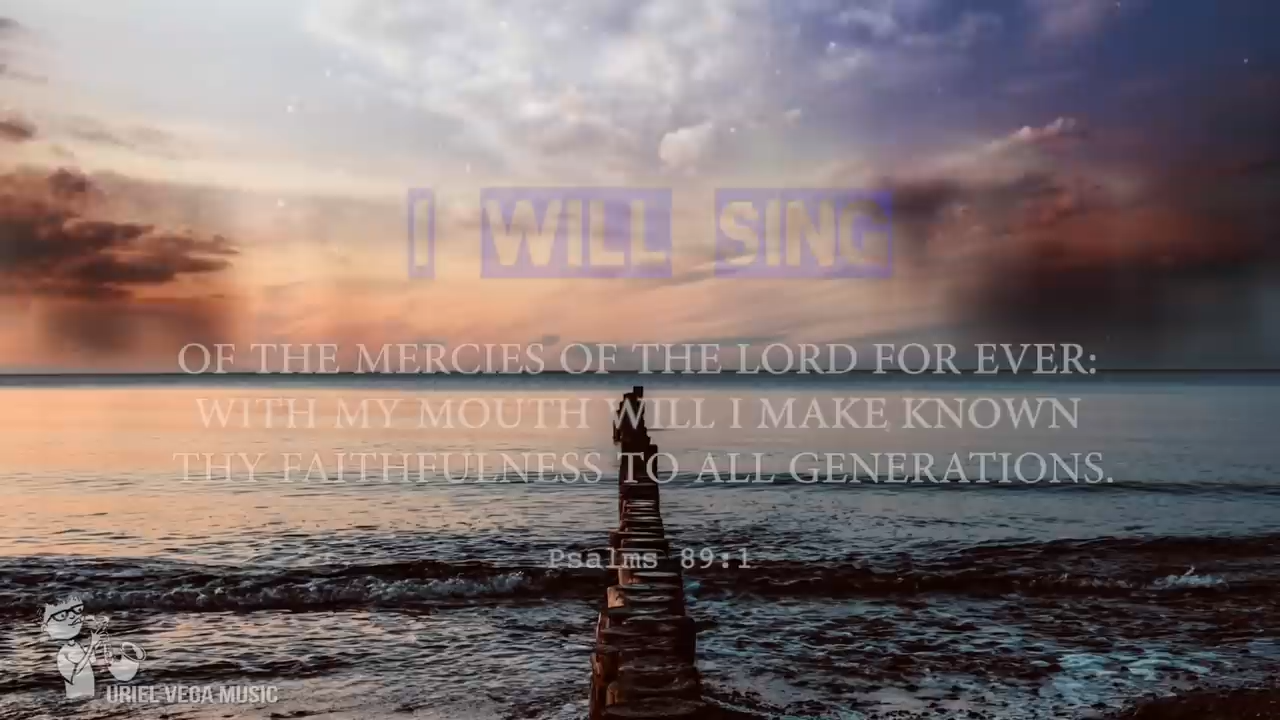 I WILL SING
OF THE MERCIES OF THE LORD FOR EVER:
WITH MY MOUTH WILL I MAKE KNOWN
THY FAITHFULNESS TO ALL GENERATIONS.
Psalms 89:1
URIEL VEGA MUSIC